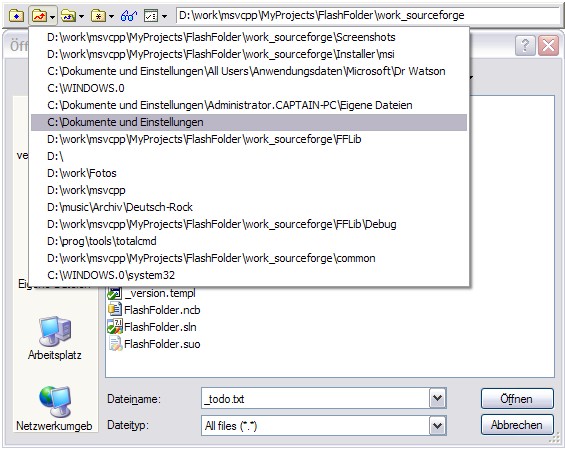 D:\work\msvcpp\MyProjects\FlashFolder\work_sourceforge
D:\work\msvcpp\MyProjects\FlashFolder\work_sourceforge\Screenshots
D:\work\msvcpp\MyProjects\FlashFolder\work_sourceforge\Installer\msi
C:\Dokumente und Einstellungen\All Users\Anwendungsdaten\Microsoft\Dr Watson
C:\WINDOWS.0
C:\Dokumente und Einstellungen\Administrator.CAPTAIN-PC\Eigene Dateien
C:\Dokumente und Einstellungen
D:\work\msvcpp\MyProjects\FlashFolder\work_sourceforge\FFLib
D:\
D:\work\Fotos
D:\work\msvcpp
D:\music\Archiv\Deutsch-Rock
D:\work\msvcpp\MyProjects\FlashFolder\work_sourceforge\FFLib\Debug
D:\prog\tools\totalcmd
D:\work\msvcpp\MyProjects\FlashFolder\work_sourceforge\common
C:\WINDOWS.0\system32
_version.templ
FlashFolder.ncb
FlashFolder.sln
FlashFolder.suo
Arbeitsplatz
Netzwerkumgeb
Dateiname:
_todo.txt
Öffnen
Dateityp:
All files (*.*)
Abbrechen